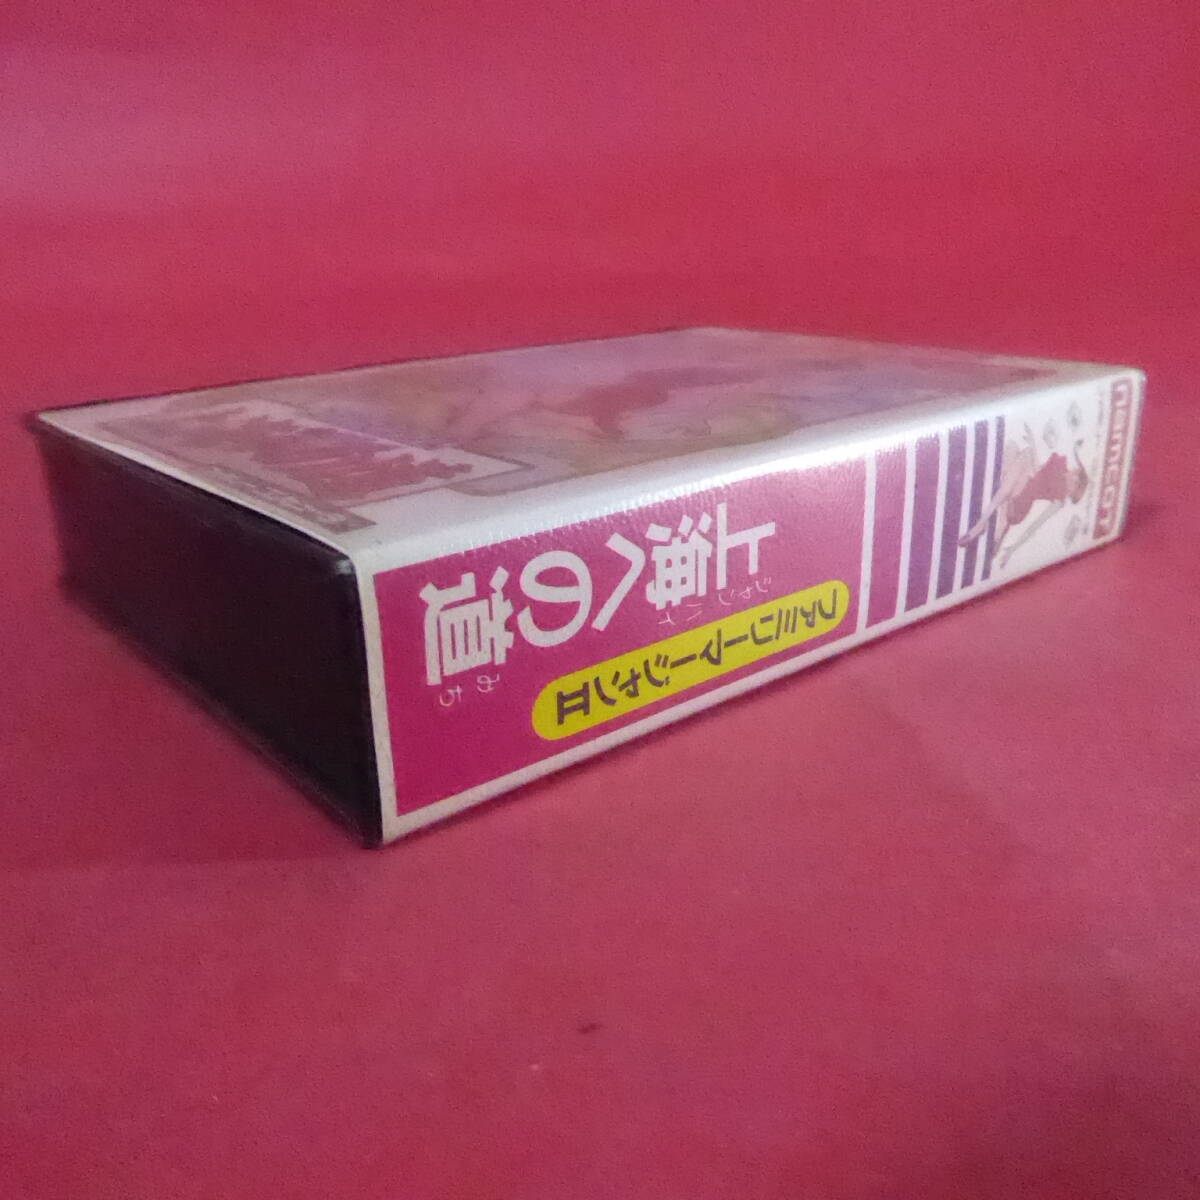 namcot
ファミリーマージャンII
シャンハイ
上海への道
みち